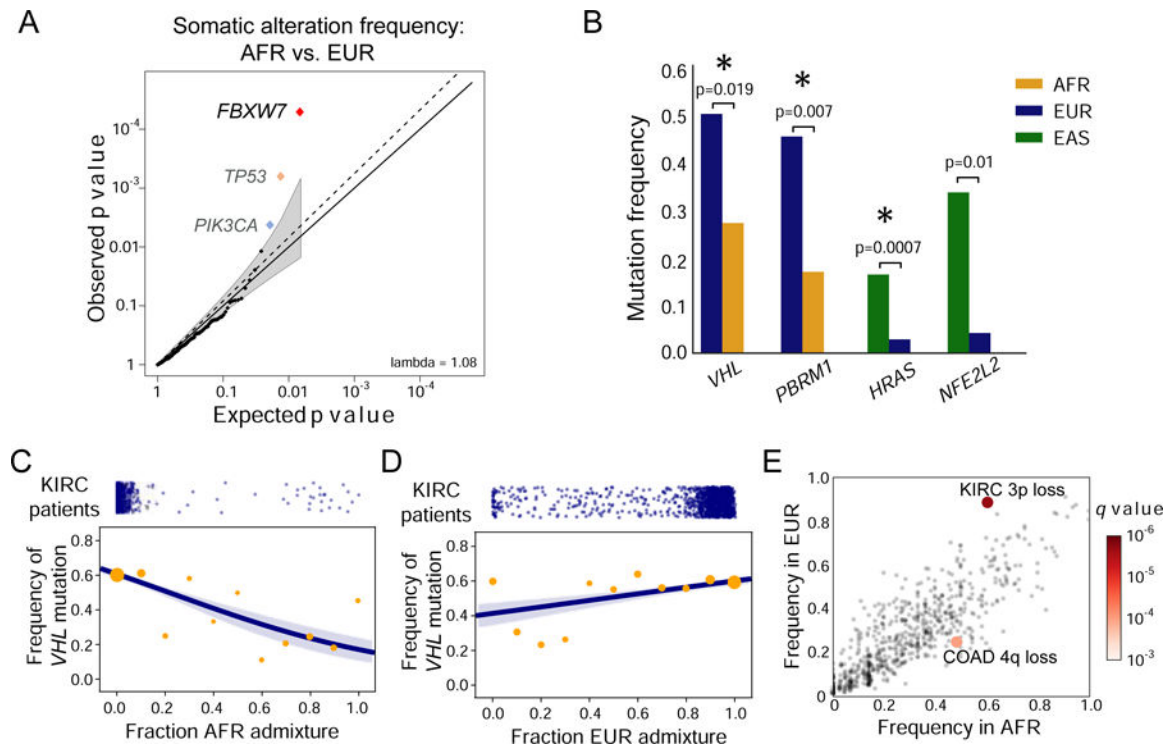 A
Somatic alteration frequency:
AFR vs. EUR
FBXW7
TP53
PIK3CA
Observed p value
10-4
10-3
0.01
0.1
1
lambda = 1.08
1 0.1 0.01 10-3 10-4
Expected p value
B
Mutation frequency
0.6
0.5
0.4
0.3
0.2
0.1
0.0
*
p=0.019
*
p=0.007
*
p=0.0007
p=0.01
AFR
EUR
EAS
VHL PBRM1 HRAS NFE2L2
C
KIRC
patients
Frequency of
VHL mutation
0.8
0.6
0.4
0.2
0.0
0.0 0.2 0.4 0.6 0.8 1.0
Fraction AFR admixture
D
KIRC
patients
Frequency of
VHL mutation
0.8
0.6
0.4
0.2
0.0
0.0 0.2 0.4 0.6 0.8 1.0
Fraction EUR admixture
E
Frequency in EUR
1.0
0.8
0.6
0.4
0.2
0
KIRC 3p loss
COAD 4q loss
0.0 0.2 0.4 0.6 0.8 1.0
Frequency in AFR
q value
10-6
10-5
10-4
10-3